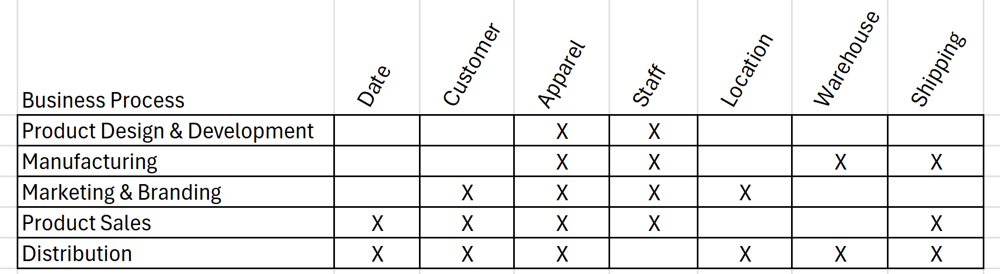 Business Process Date Customer Apparel Staff Location Warehouse Shipping
Product Design & Development X X
Manufacturing X X X X
Marketing & Branding X X X X
Product Sales X X X X X
Distribution X X X X X X